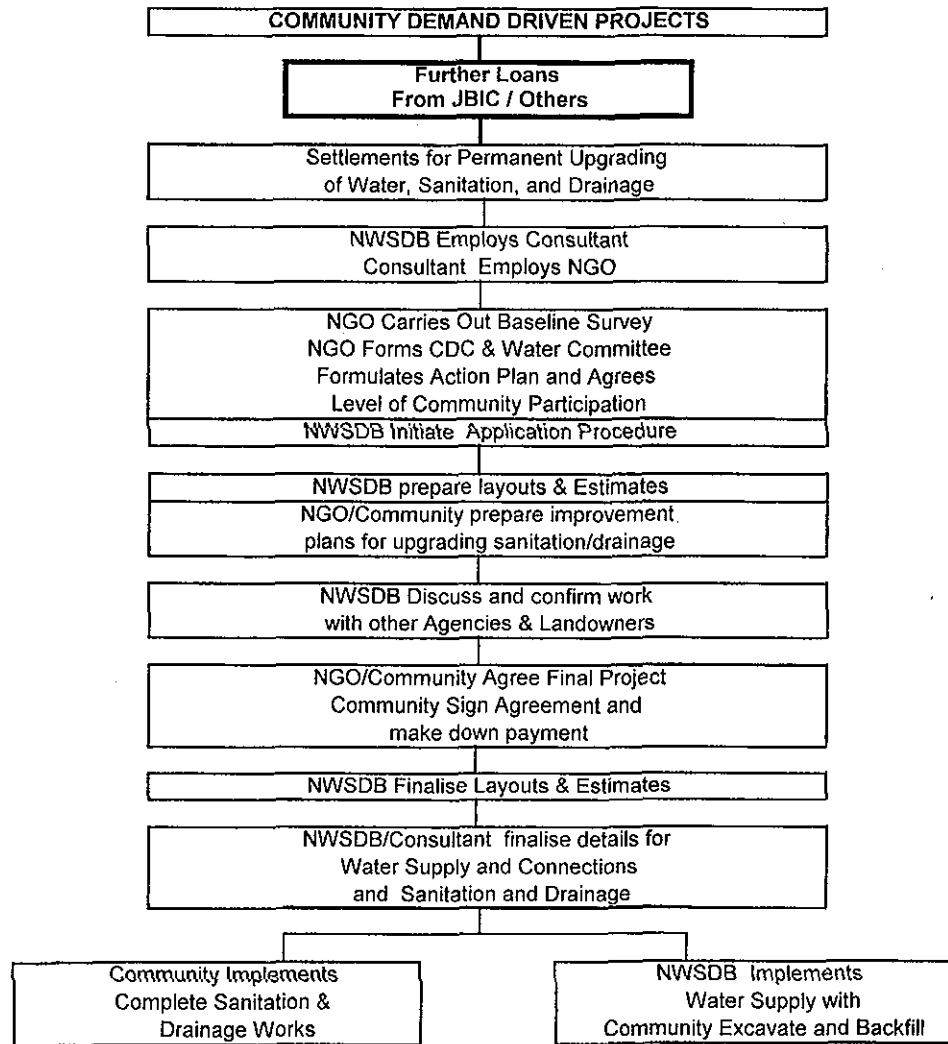 COMMUNITY DEMAND DRIVEN PROJECTS
Further Loans
From JBIC / Others
Settlements for Permanent Upgrading
of Water, Sanitation, and Drainage
NWSDB Employs Consultant
Consultant Employs NGO
NGO Carries Out Baseline Survey
NGO Forms CDC & Water Committee
Formulates Action Plan and Agrees
Level of Community Participation
NWSDB Initiate Application Procedure
NWSDB prepare layouts & Estimates
NGO/Community prepare improvement
plans for upgrading sanitation/drainage
NWSDB Discuss and confirm work
with other Agencies & Landowners
NGO/Community Agree Final Project
Community Sign Agreement and
make down payment
NWSDB Finalise Layouts & Estimates
NWSDB/Consultant finalise details for
Water Supply and Connections
and Sanitation and Drainage
Community Implements
Complete Sanitation &
Drainage Works
NWSDB Implements
Water Supply with
Community Excavate and Backfill